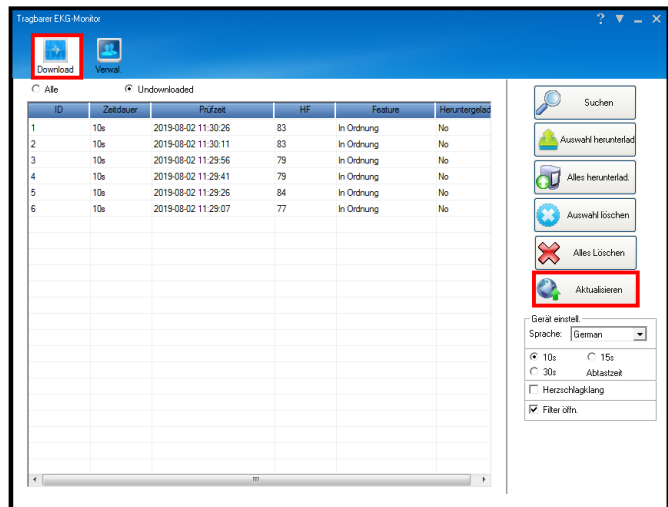 Tragbarer EKG-Monitor ?
Download Verwal.
Alle Undownloaded
ID Zeitdauer Prüfzeit HF Feature Heruntergelad
1 10s 2019-08-02 11:30:26 83 In Ordnung No
2 10s 2019-08-02 11:30:11 83 In Ordnung No
3 10s 2019-08-02 11:29:56 79 In Ordnung No
4 10s 2019-08-02 11:29:41 79 In Ordnung No
5 10s 2019-08-02 11:29:26 84 In Ordnung No
6 10s 2019-08-02 11:29:07 77 In Ordnung No
Suchen
Auswahl herunterlad
Alles herunterlad.
Auswahl löschen
Alles Löschen
Aktualisieren
Gerät einstell.
Sprache: German
10s 15s
30s Abtastzeit
Herzschlagklang
Filter öffn.